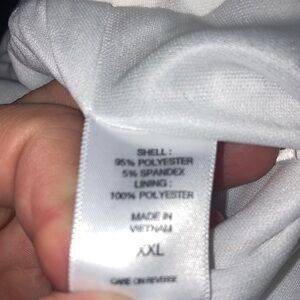 SHELL :
95% POLYESTER
5% SPANDEX
LINING :
100% POLYESTER
MADE IN
VIETNAM
XXL
CARE ON REVERSE